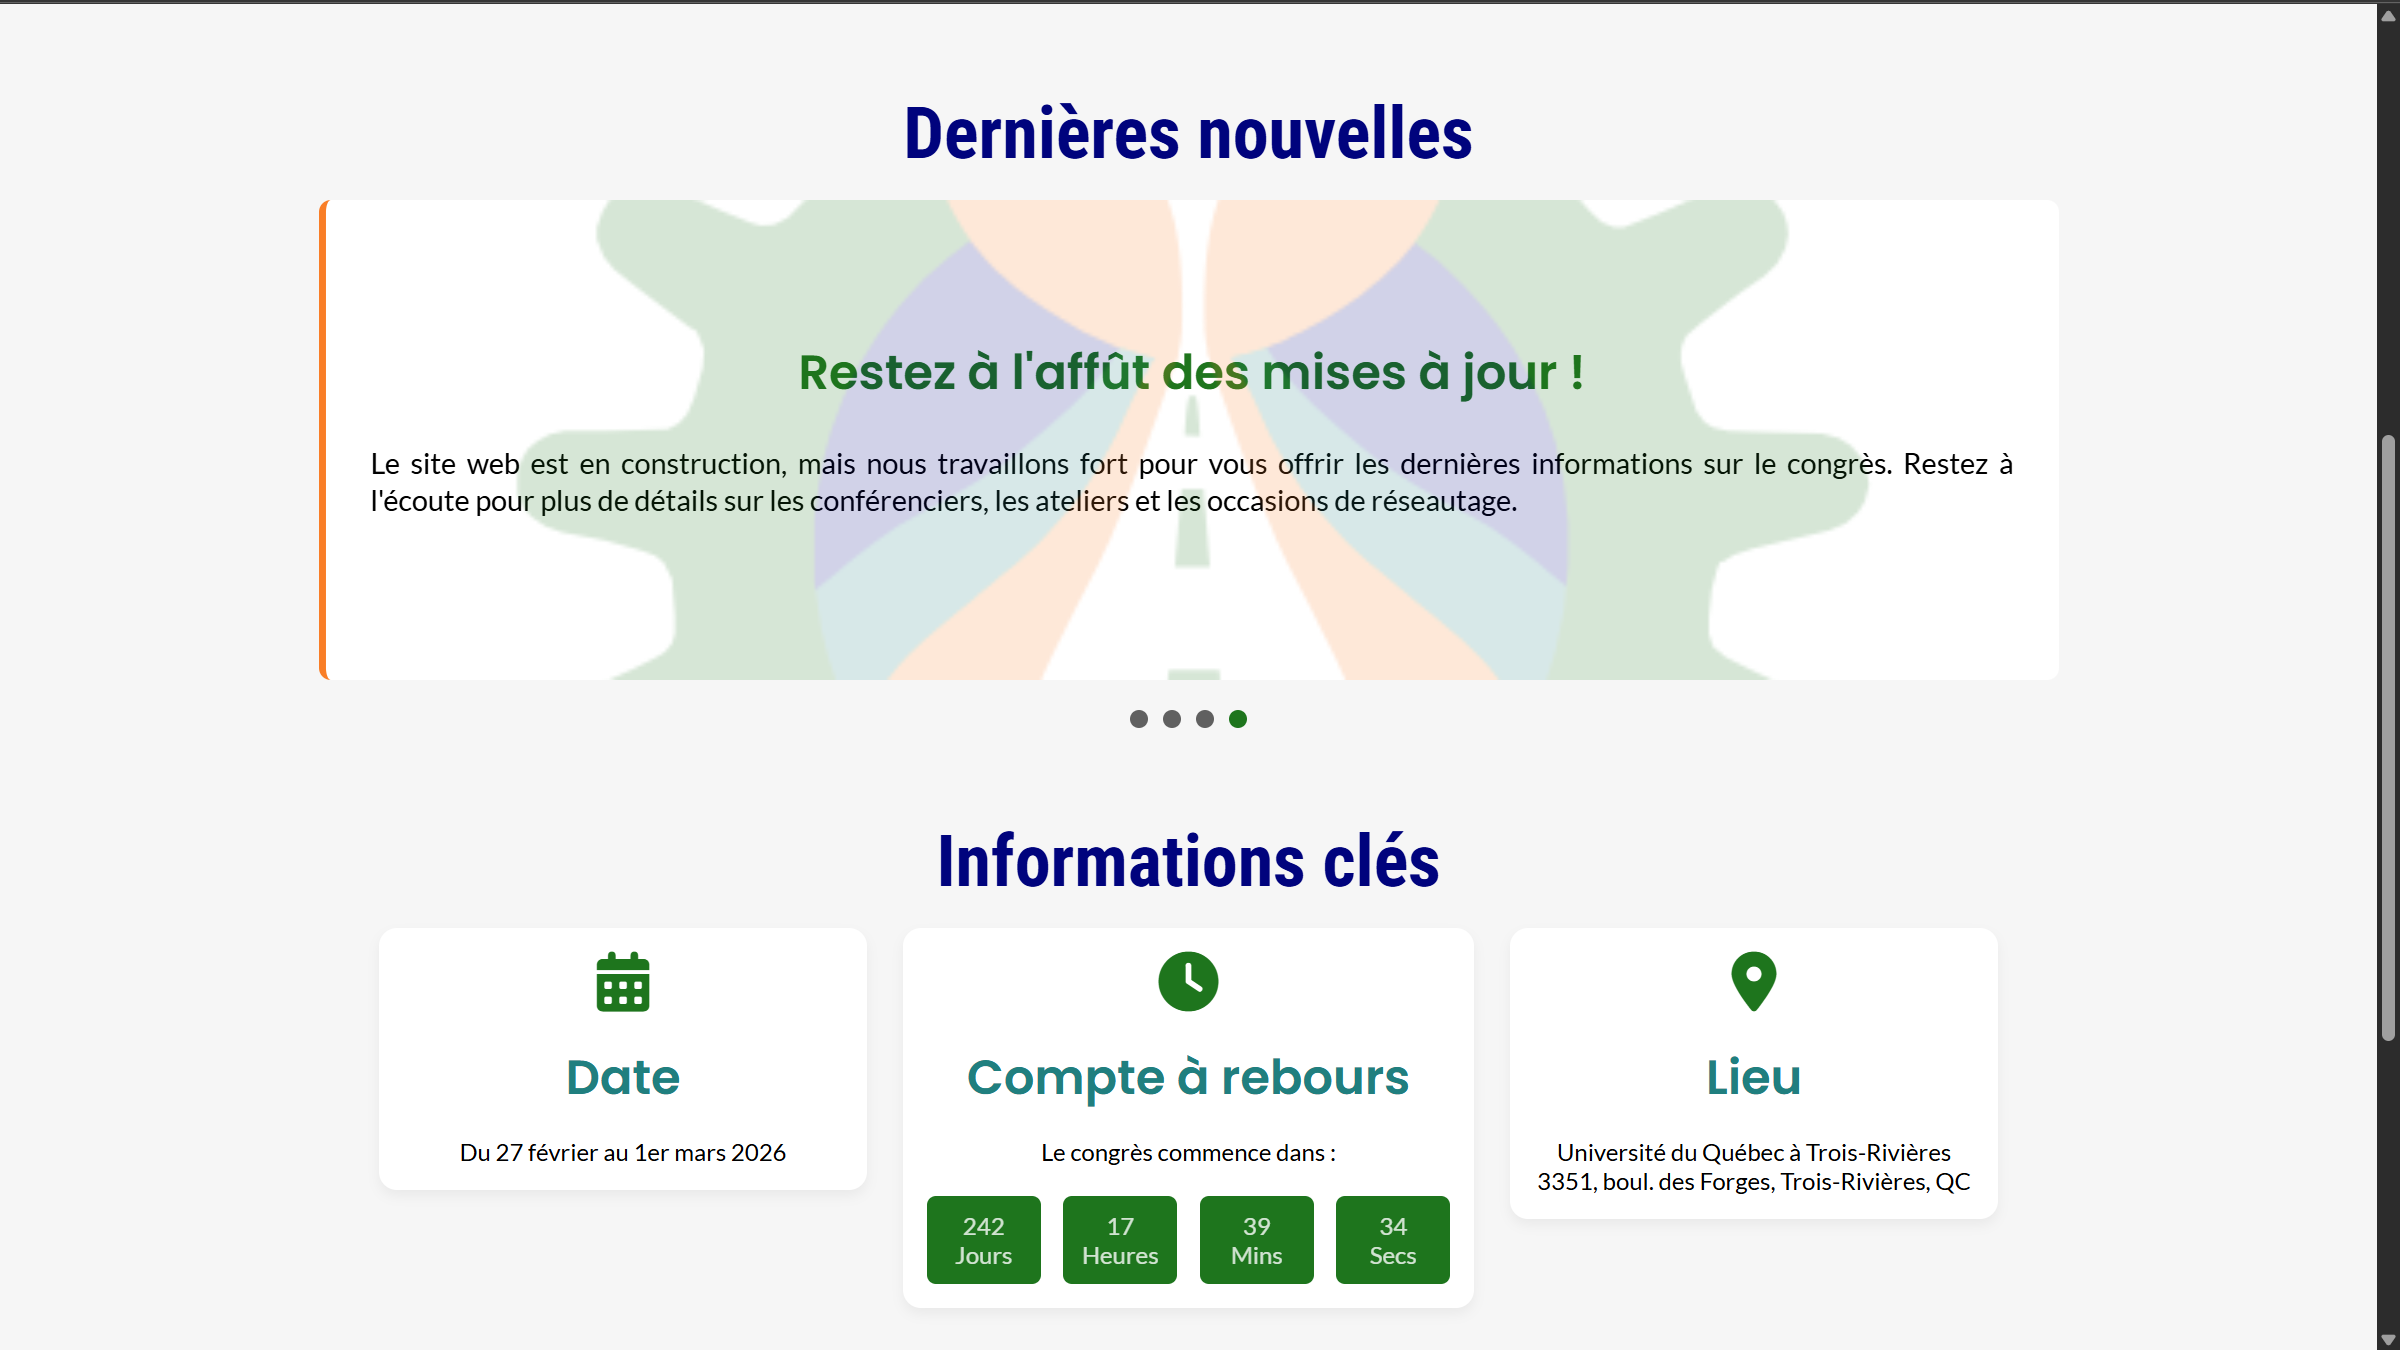 Dernières nouvelles
Restez à l'affût des mises à jour !
Le site web est en construction, mais nous travaillons fort pour vous offrir les dernières informations sur le congrès. Restez à
l'écoute pour plus de détails sur les conférenciers, les ateliers et les occasions de réseautage.
Informations clés
Date
Du 27 février au 1er mars 2026
Compte à rebours
Le congrès commence dans :
242 Jours
17 Heures
39 Mins
34 Secs
Lieu
Université du Québec à Trois-Rivières
3351, boul. des Forges, Trois-Rivières, QC